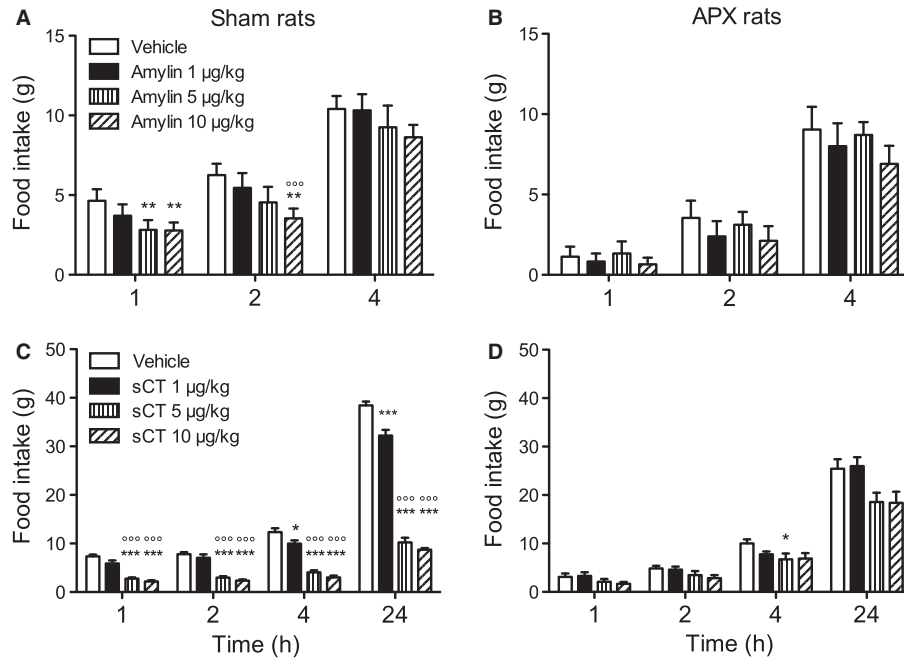 A
Sham rats
15
10
5
0
Food intake (g)
Vehicle
Amylin 1 µg/kg
Amylin 5 µg/kg
Amylin 10 µg/kg
** **
°°°
**
1 2 4
B
APX rats
15
10
5
0
Food intake (g)
1 2 4
C
50
40
30
20
10
0
Food intake (g)
Vehicle
sCT 1 µg/kg
sCT 5 µg/kg
sCT 10 µg/kg
°°° °°°
*** ***
°°° °°°
*** ***
*
°°° °°°
*** ***
***
°°° °°°
*** ***
1 2 4 24
Time (h)
D
50
40
30
20
10
0
Food intake (g)
*
1 2 4 24
Time (h)